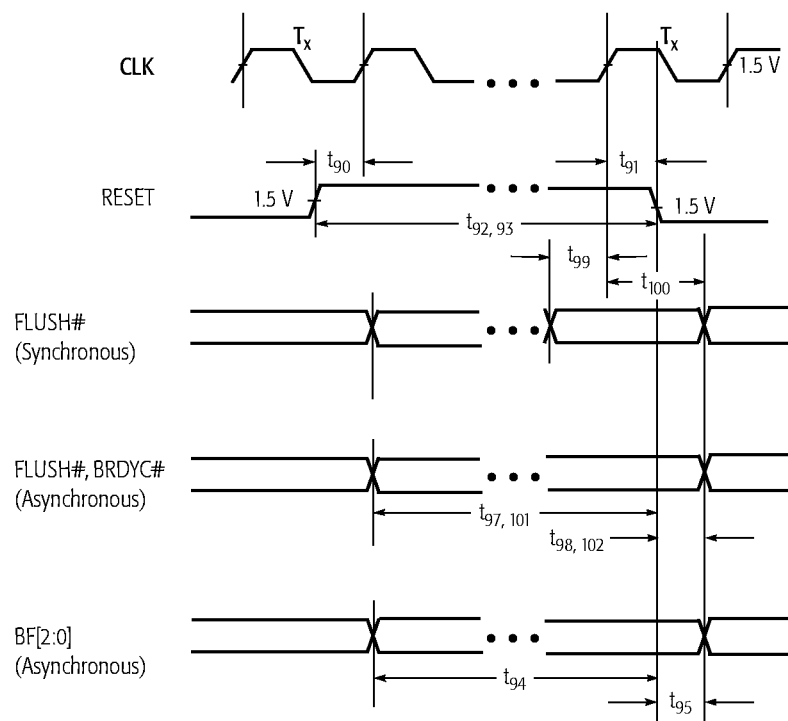 Tx Tx
CLK 1.5 V
t90 t91
RESET 1.5 V 1.5 V
t92, 93
t99
t100
FLUSH#
(Synchronous)
FLUSH#, BRDYC#
(Asynchronous)
t97, 101
t98, 102
BF[2:0]
(Asynchronous)
t94
t95